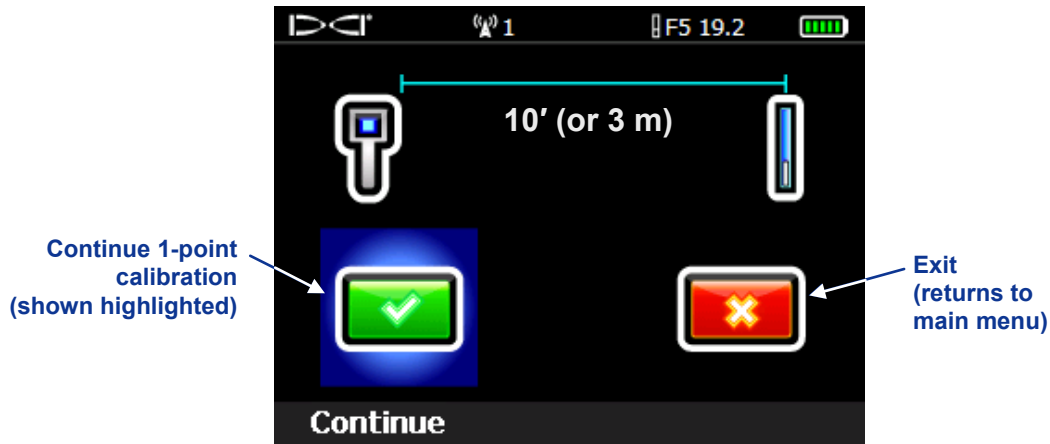 DCI
1
F5 19.2
10′ (or 3 m)
Continue 1-point
calibration
(shown highlighted)
Exit
(returns to
main menu)
Continue